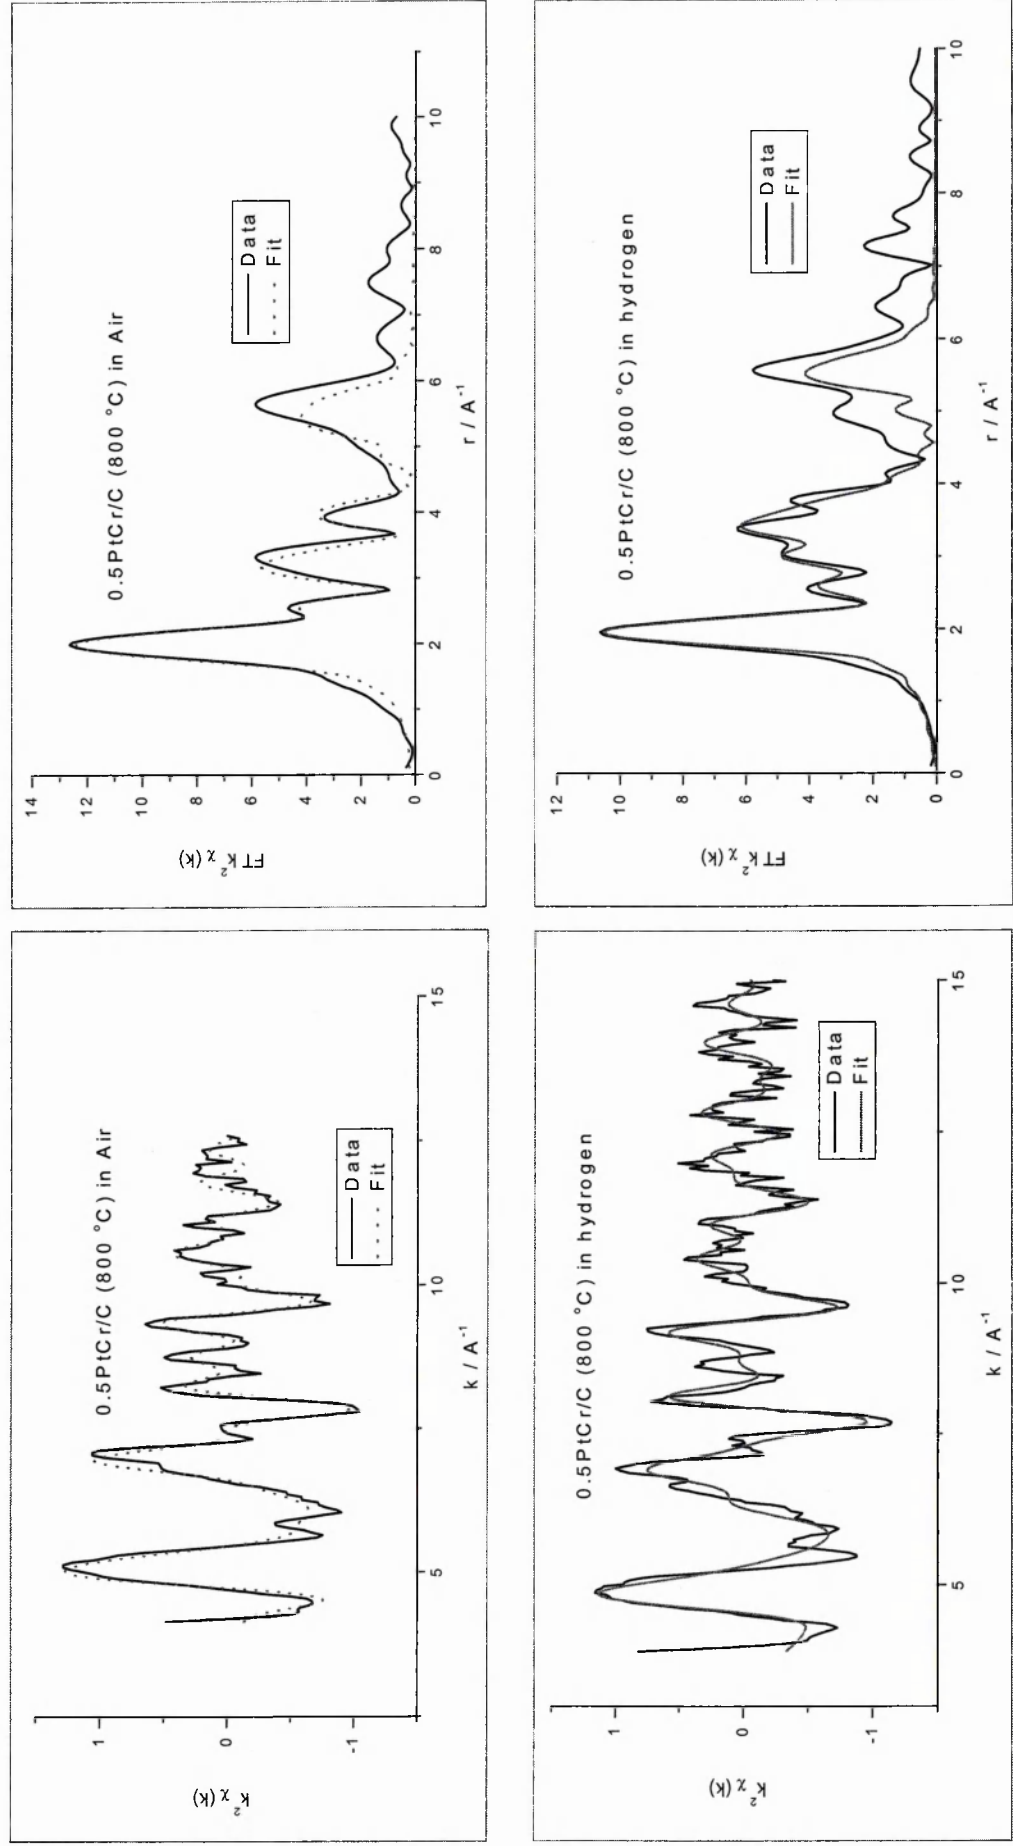 0.5PtCr/C (800 °C) in Air
Data
Fit
k² χ (k)
1
0
-1
5
10
15
k / A⁻¹
0.5PtCr/C (800 °C) in Air
Data
Fit
FT k² χ (k)
14
12
10
8
6
4
2
0
0
2
4
6
8
10
r / A⁻¹
0.5PtCr/C (800 °C) in hydrogen
Data
Fit
k² χ (k)
1
0
-1
5
10
15
k / A⁻¹
0.5PtCr/C (800 °C) in hydrogen
Data
Fit
FT k² χ (k)
12
10
8
6
4
2
0
0
2
4
6
8
10
r / A⁻¹